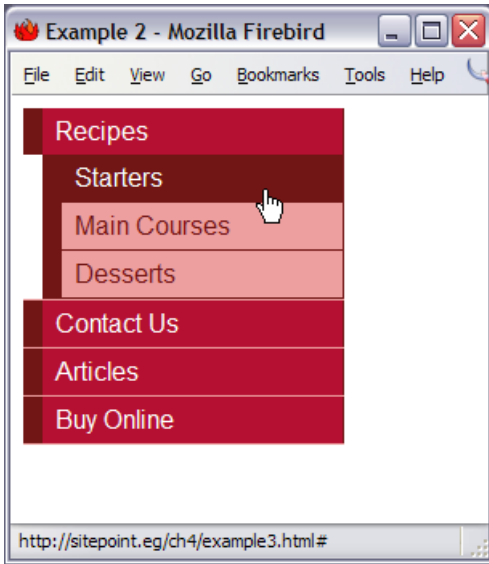 Example 2 - Mozilla Firebird
File Edit View Go Bookmarks Tools Help
Recipes
Starters
Main Courses
Desserts
Contact Us
Articles
Buy Online
http://sitepoint.eg/ch4/example3.html#